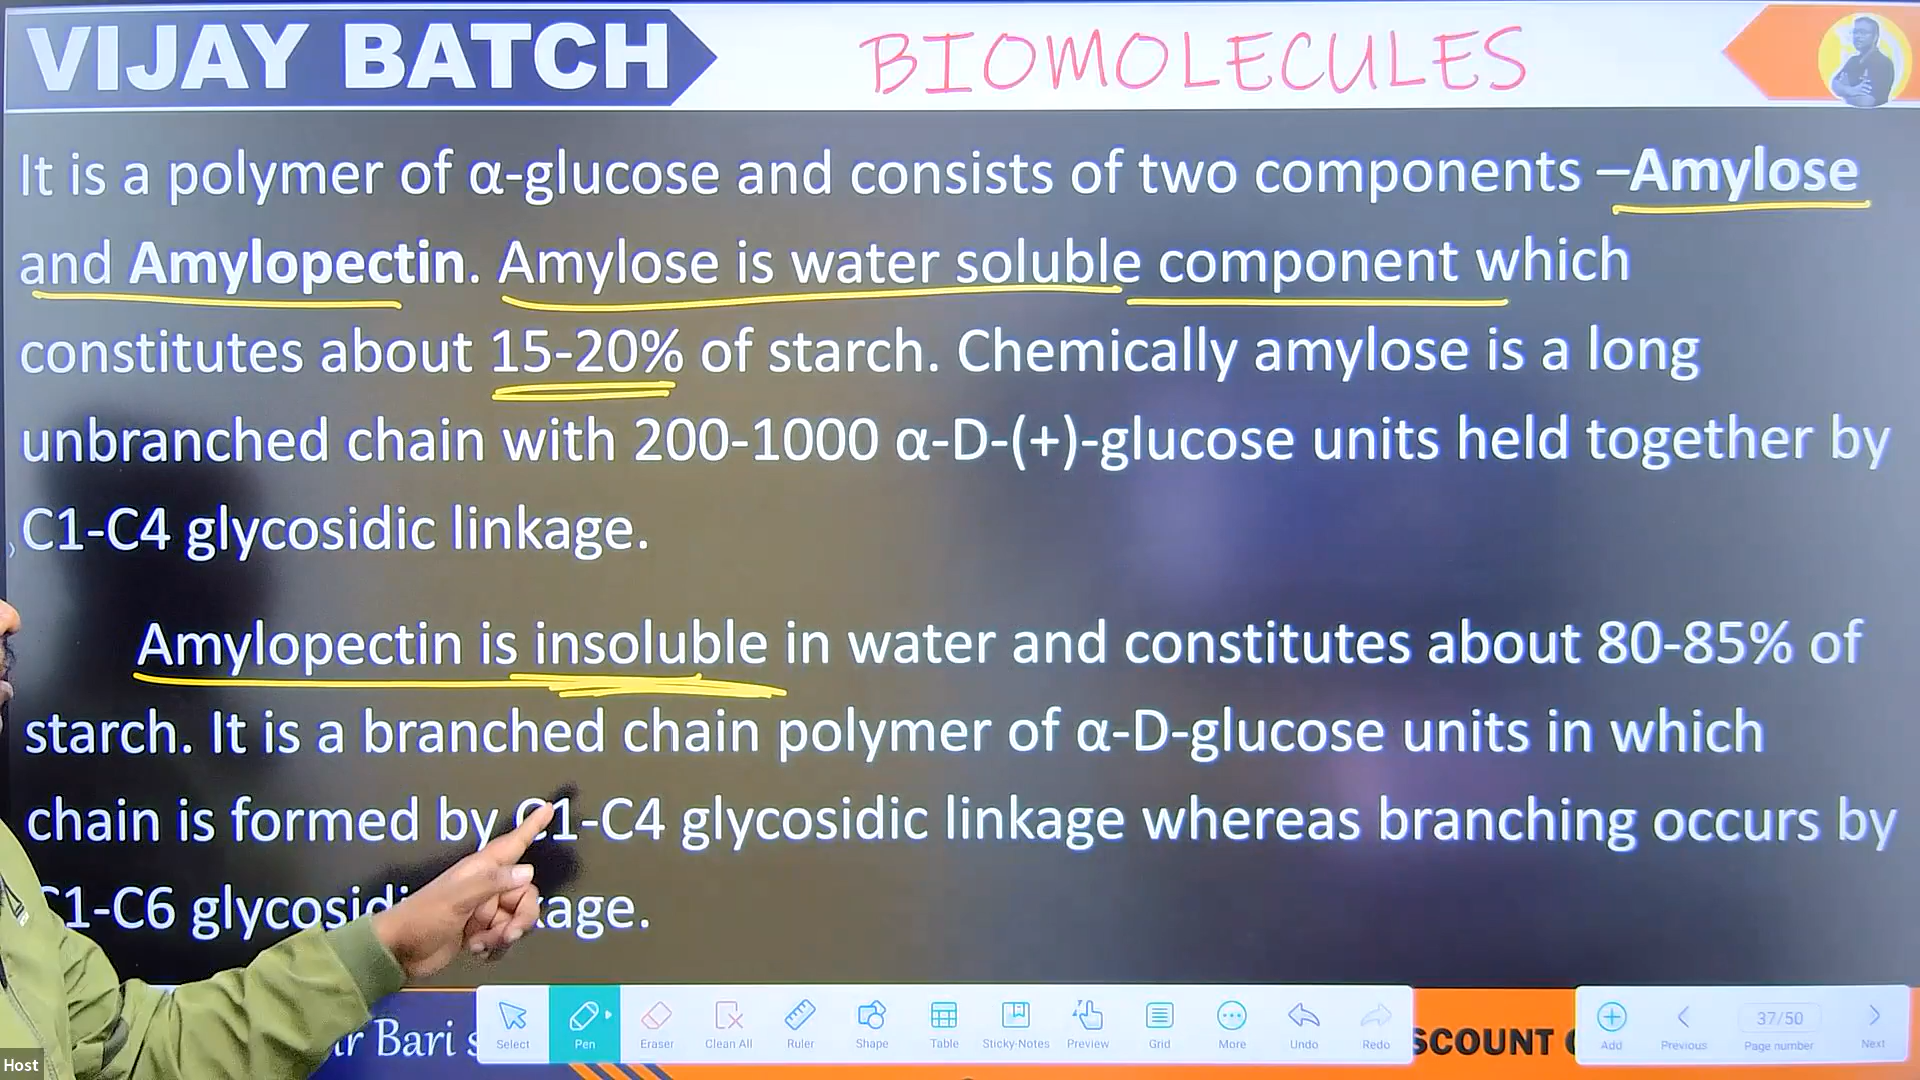 VIJAY BATCH
BIOMOLECULES
It is a polymer of α-glucose and consists of two components –Amylose
and Amylopectin. Amylose is water soluble component which
constitutes about 15-20% of starch. Chemically amylose is a long
unbranched chain with 200-1000 α-D-(+)-glucose units held together by
C1-C4 glycosidic linkage.
Amylopectin is insoluble in water and constitutes about 80-85% of
starch. It is a branched chain polymer of α-D-glucose units in which
chain is formed by C1-C4 glycosidic linkage whereas branching occurs by
C1-C6
Bari
Select Pen Eraser Clean All Ruler Shape Table Sticky-Notes Preview Grid More Undo Redo
Add Previous 37/50 Page number Next
Host